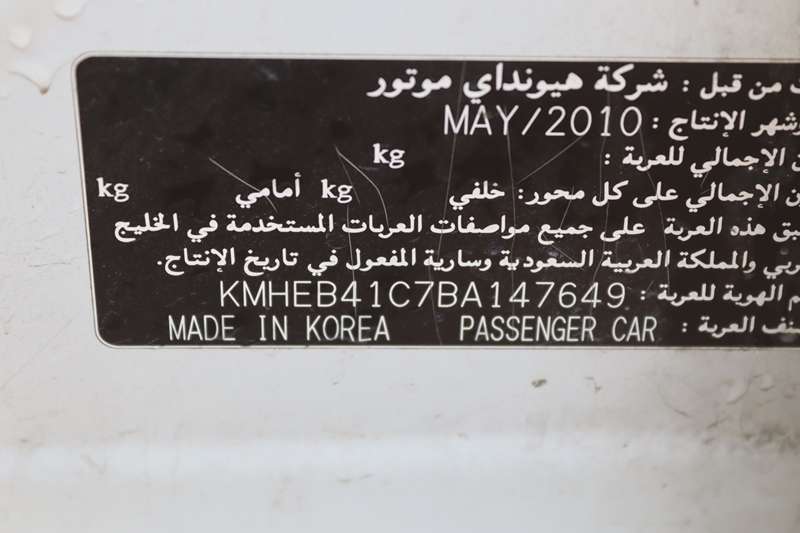 من قبل : شركة هيونداي موتور
شهر الإنتاج : MAY/2010
الإجمالي للعربة : kg
الإجمالي على كل محور: خلفي kg أمامي kg
هذه العربة على جميع مواصفات العربات المستخدمة في الخليج
والمملكة العربية السعودية وسارية المفعول في تاريخ الإنتاج.
الهوية للعربة : KMHEB41C7BA147649
العربة : PASSENGER CAR MADE IN KOREA